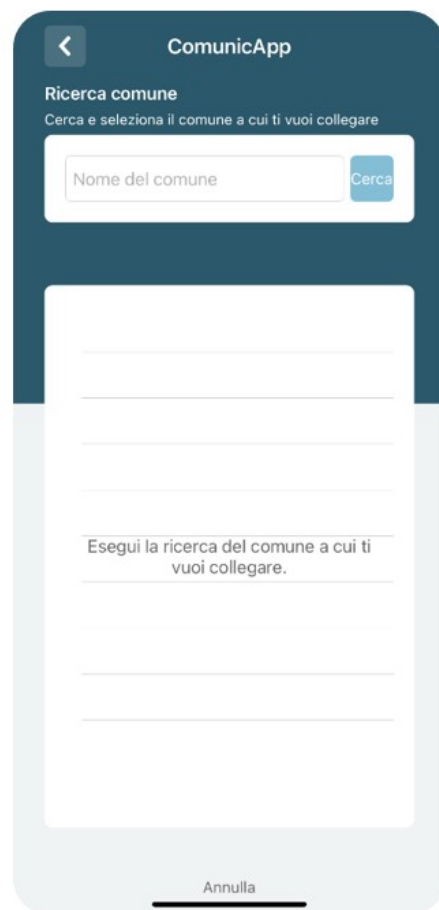 ComunicApp
Ricerca comune
Cerca e seleziona il comune a cui ti vuoi collegare
Nome del comune Cerca
Esegui la ricerca del comune a cui ti
vuoi collegare.
Annulla